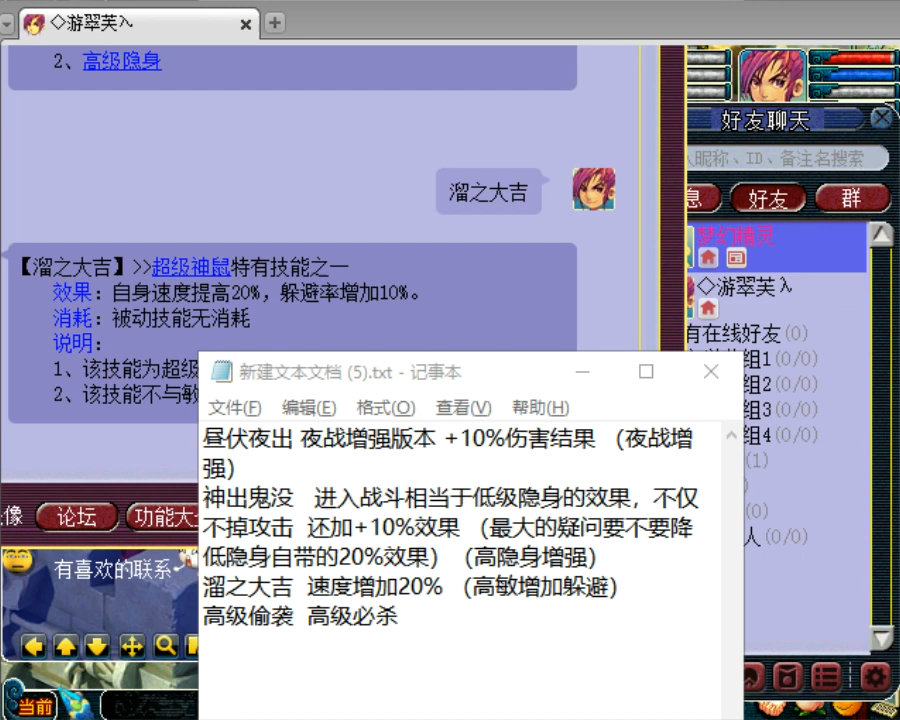 ◇游翠芙入
2、高级隐身
好友聊天
昵称、ID、备注名搜索
溜之大吉
息
好友
群
梦幻精灵
◇游翠芙入
【溜之大吉】>>超级神鼠特有技能之一
效果：自身速度提高20%，躲避率增加10%。
消耗：被动技能无消耗
说明：
1、该技能为超级
2、该技能不与敏
有在线好友(0)
组1(0/0)
组2(0/0)
组3(0/0)
组4(0/0)
(1)
)
(0)
人(0/0)
新建文本文档 (5).txt - 记事本
文件(F) 编辑(E) 格式(O) 查看(V) 帮助(H)
昼伏夜出 夜战增强版本 +10%伤害结果 （夜战增
强）
神出鬼没 进入战斗相当于低级隐身的效果，不仅
不掉攻击 还加+10%效果 （最大的疑问要不要降
低隐身自带的20%效果）（高隐身增强）
溜之大吉 速度增加20% （高敏增加躲避）
高级偷袭 高级必杀
像
论坛
功能大
有喜欢的联系
当前